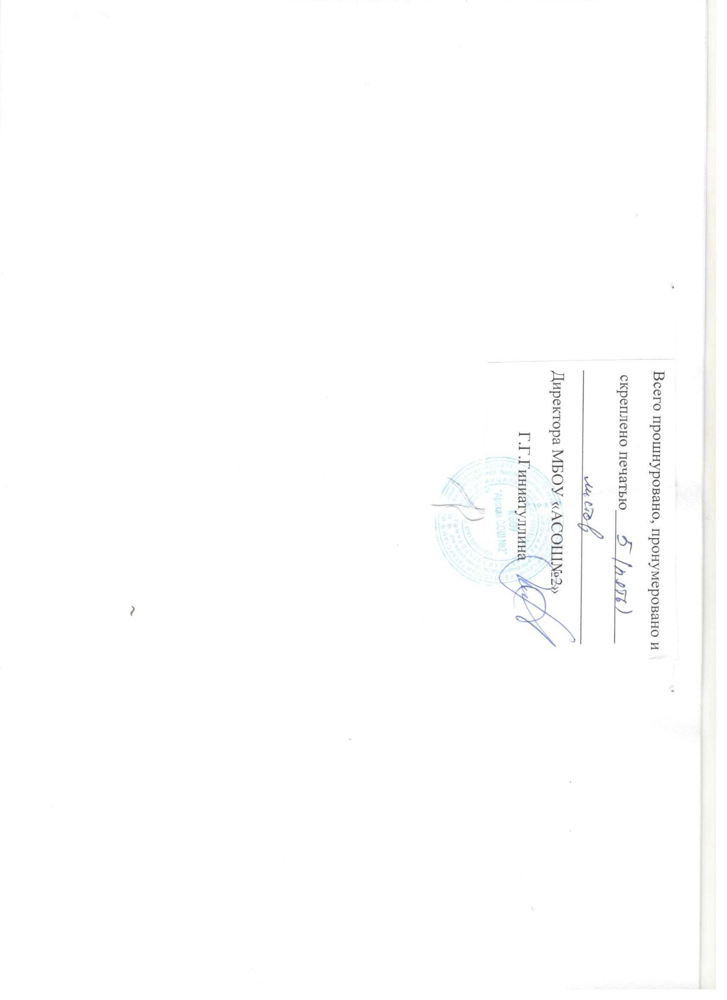 Всего прошнуровано, пронумеровано и
скреплено печатью 5 (пять)
листов
Директора МБОУ «АСОШ№2»
Г.Г.Гиниатуллина
МБОУ
"Арская СОШ №2"